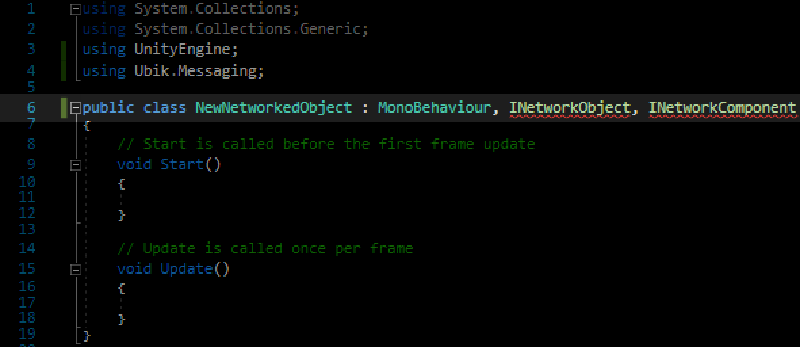 1 using System.Collections;
2 using System.Collections.Generic;
3 using UnityEngine;
4 using Ubik.Messaging;
5
6 public class NewNetworkedObject : MonoBehaviour, INetworkObject, INetworkComponent
7 {
8 // Start is called before the first frame update
9 void Start()
10 {
11
12 }
13
14 // Update is called once per frame
15 void Update()
16 {
17
18 }
19 }